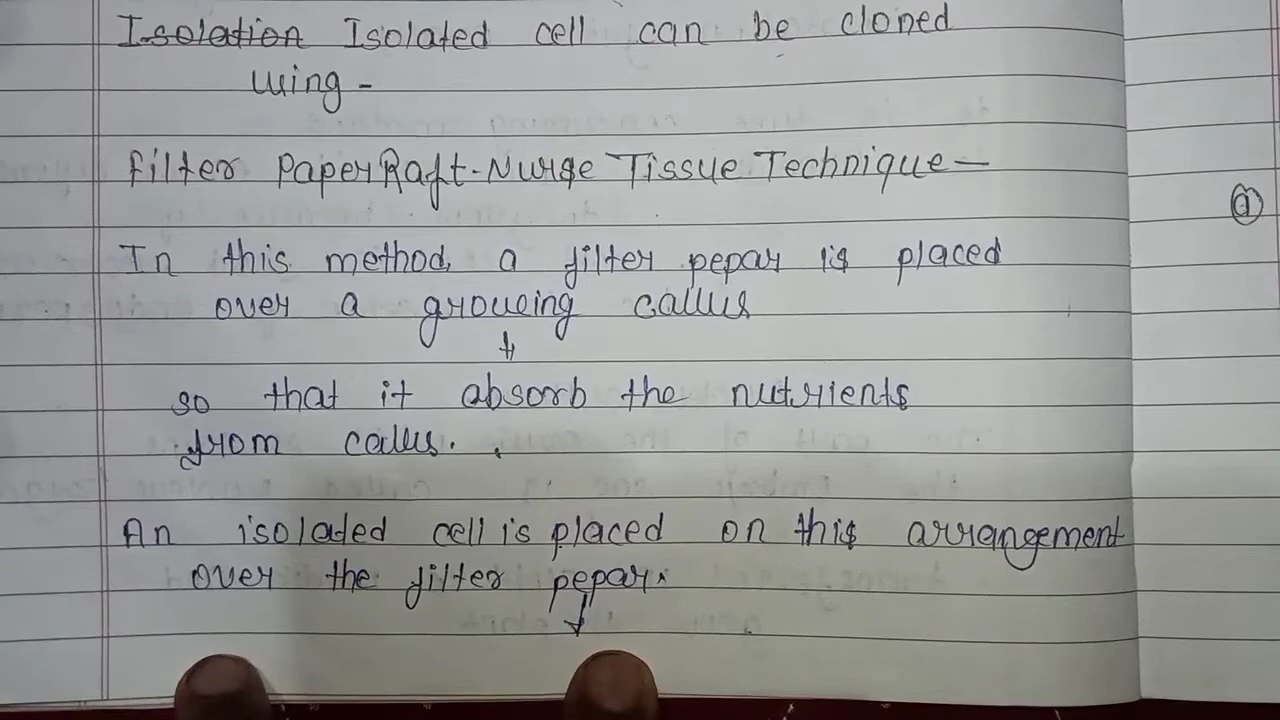 Isolation Isolated cell can be cloned
using -
Filter Paper Raft-Nurse Tissue Technique —
In this method, a filter pepar is placed
over a groueing callus
↓
so that it absorb the nutrients
from callus.
An isolated cell is placed on this arrangement
over the filter pepar.
↓
a